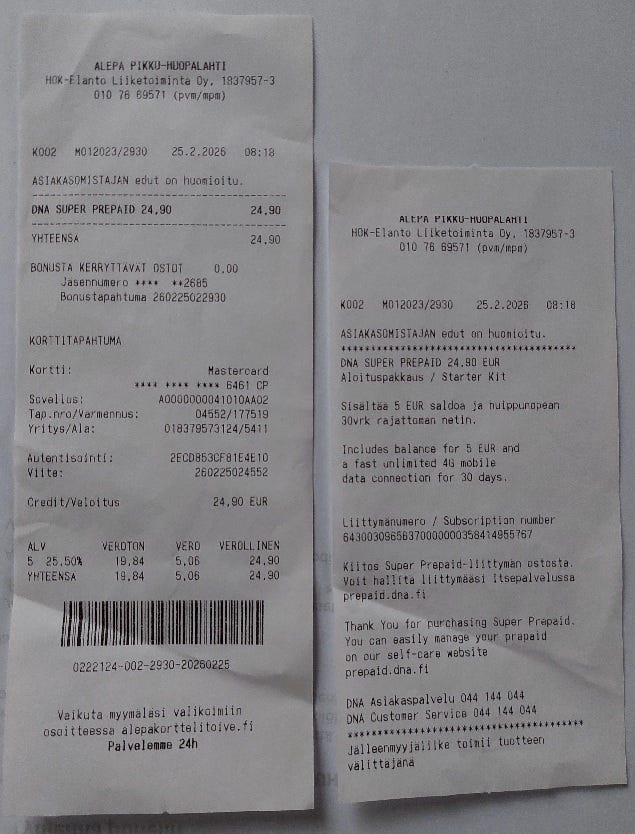 ALEPA PIKKU-HUOPALAHTI
HOK-Elanto Liiketoiminta Oy, 1837957-3
010 76 69571 (pvm/mpm)
K002 M012023/2930 25.2.2026 08:18
ASIAKASOMISTAJAN edut on huomioitu.
DNA SUPER PREPAID 24,90 24,90
YHTEENSÄ 24,90
BONUSTA KERRYTTÄVÄT OSTOT 0,00
Jäsennumero **** **2685
Bonustapahtuma 260225022930
KORTTITAPAHTUMA
Kortti: Mastercard
**** **** **** 6461 CP
Sovellus: A0000000041010AA02
Tap.nro/Varmennus: 04552/177519
Yritys/Ala: 018379573124/5411
Autentisointi: 2ECD853CF81E4E10
Viite: 260225024552
Credit/Veloitus 24,90 EUR
ALV VEROTON VERO VEROLLINEN
5 25,50% 19,84 5,06 24,90
YHTEENSÄ 19,84 5,06 24,90
0222124-002-2930-20260225
Vaikuta myymäläsi valikoimiin
osoitteessa alepakorttelitoive.fi
Palvelemme 24h
ALEPA PIKKU-HUOPALAHTI
HOK-Elanto Liiketoiminta Oy, 1837957-3
010 76 69571 (pvm/mpm)
K002 M012023/2930 25.2.2026 08:18
ASIAKASOMISTAJAN edut on huomioitu.
******************************************
DNA SUPER PREPAID 24,90 EUR
Aloituspakkaus / Starter Kit
Sisältää 5 EUR saldoa ja huippunopean
30vrk rajattoman netin.
Includes balance for 5 EUR and
a fast unlimited 4G mobile
data connection for 30 days.
Liittymänumero / Subscription number
6430030965637000000358414955767
Kiitos Super Prepaid-liittymän ostosta.
Voit hallita liittymääsi Itsepalvelussa
prepaid.dna.fi
Thank You for purchasing Super Prepaid.
You can easily manage your prepaid
on our self-care website
prepaid.dna.fi
DNA Asiakaspalvelu 044 144 044
DNA Customer Service 044 144 044
******************************************
Jälleenmyyjäliike toimii tuotteen
välittäjänä